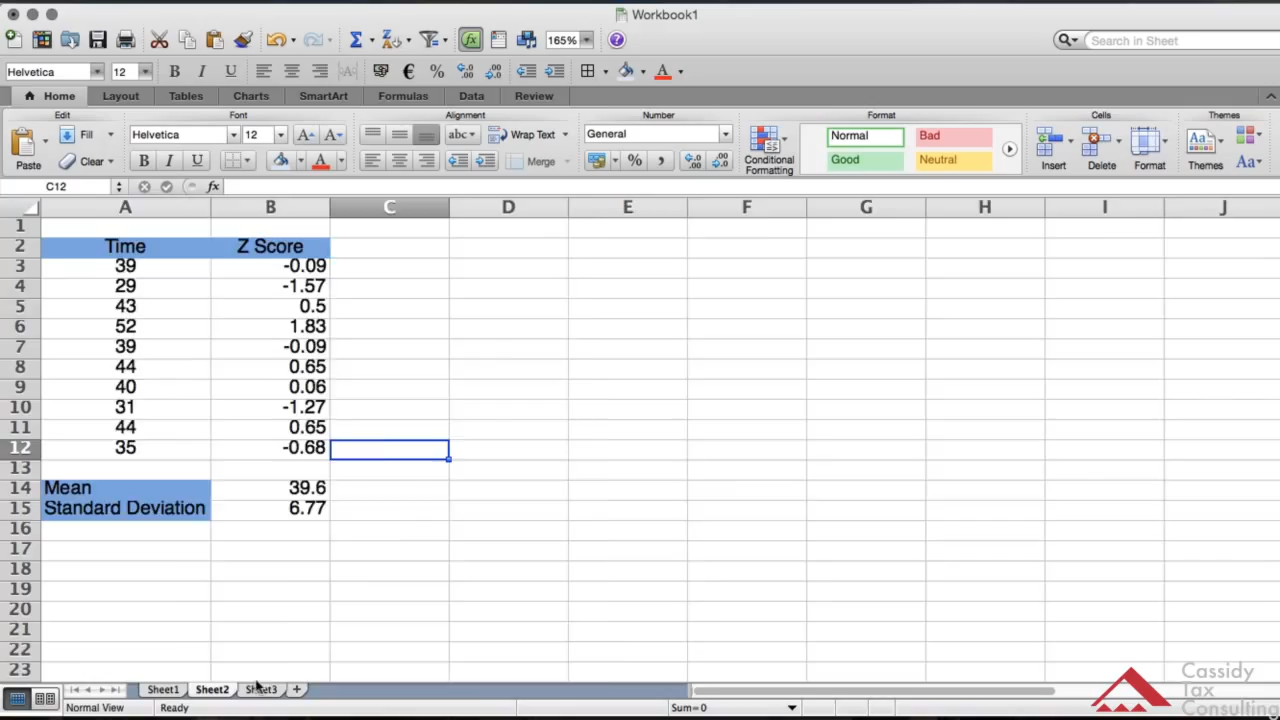 Workbook1
165%
Search in Sheet
Helvetica 12 B I U
Home Layout Tables Charts SmartArt Formulas Data Review
Edit Font Alignment Number Format Cells Themes
Fill Helvetica 12 A A abc Wrap Text General Normal Bad
Paste Clear B I U A Merge % Conditional Formatting Good Neutral Insert Delete Format Themes Aa
C12 fx
A B C D E F G H I J
1
2 Time Z Score
3 39 -0.09
4 29 -1.57
5 43 0.5
6 52 1.83
7 39 -0.09
8 44 0.65
9 40 0.06
10 31 -1.27
11 44 0.65
12 35 -0.68
13
14 Mean 39.6
15 Standard Deviation 6.77
16
17
18
19
20
21
22
23
Sheet1 Sheet2 Sheet3 +
Normal View Ready Sum=0
Cassidy
Tax
Consulting